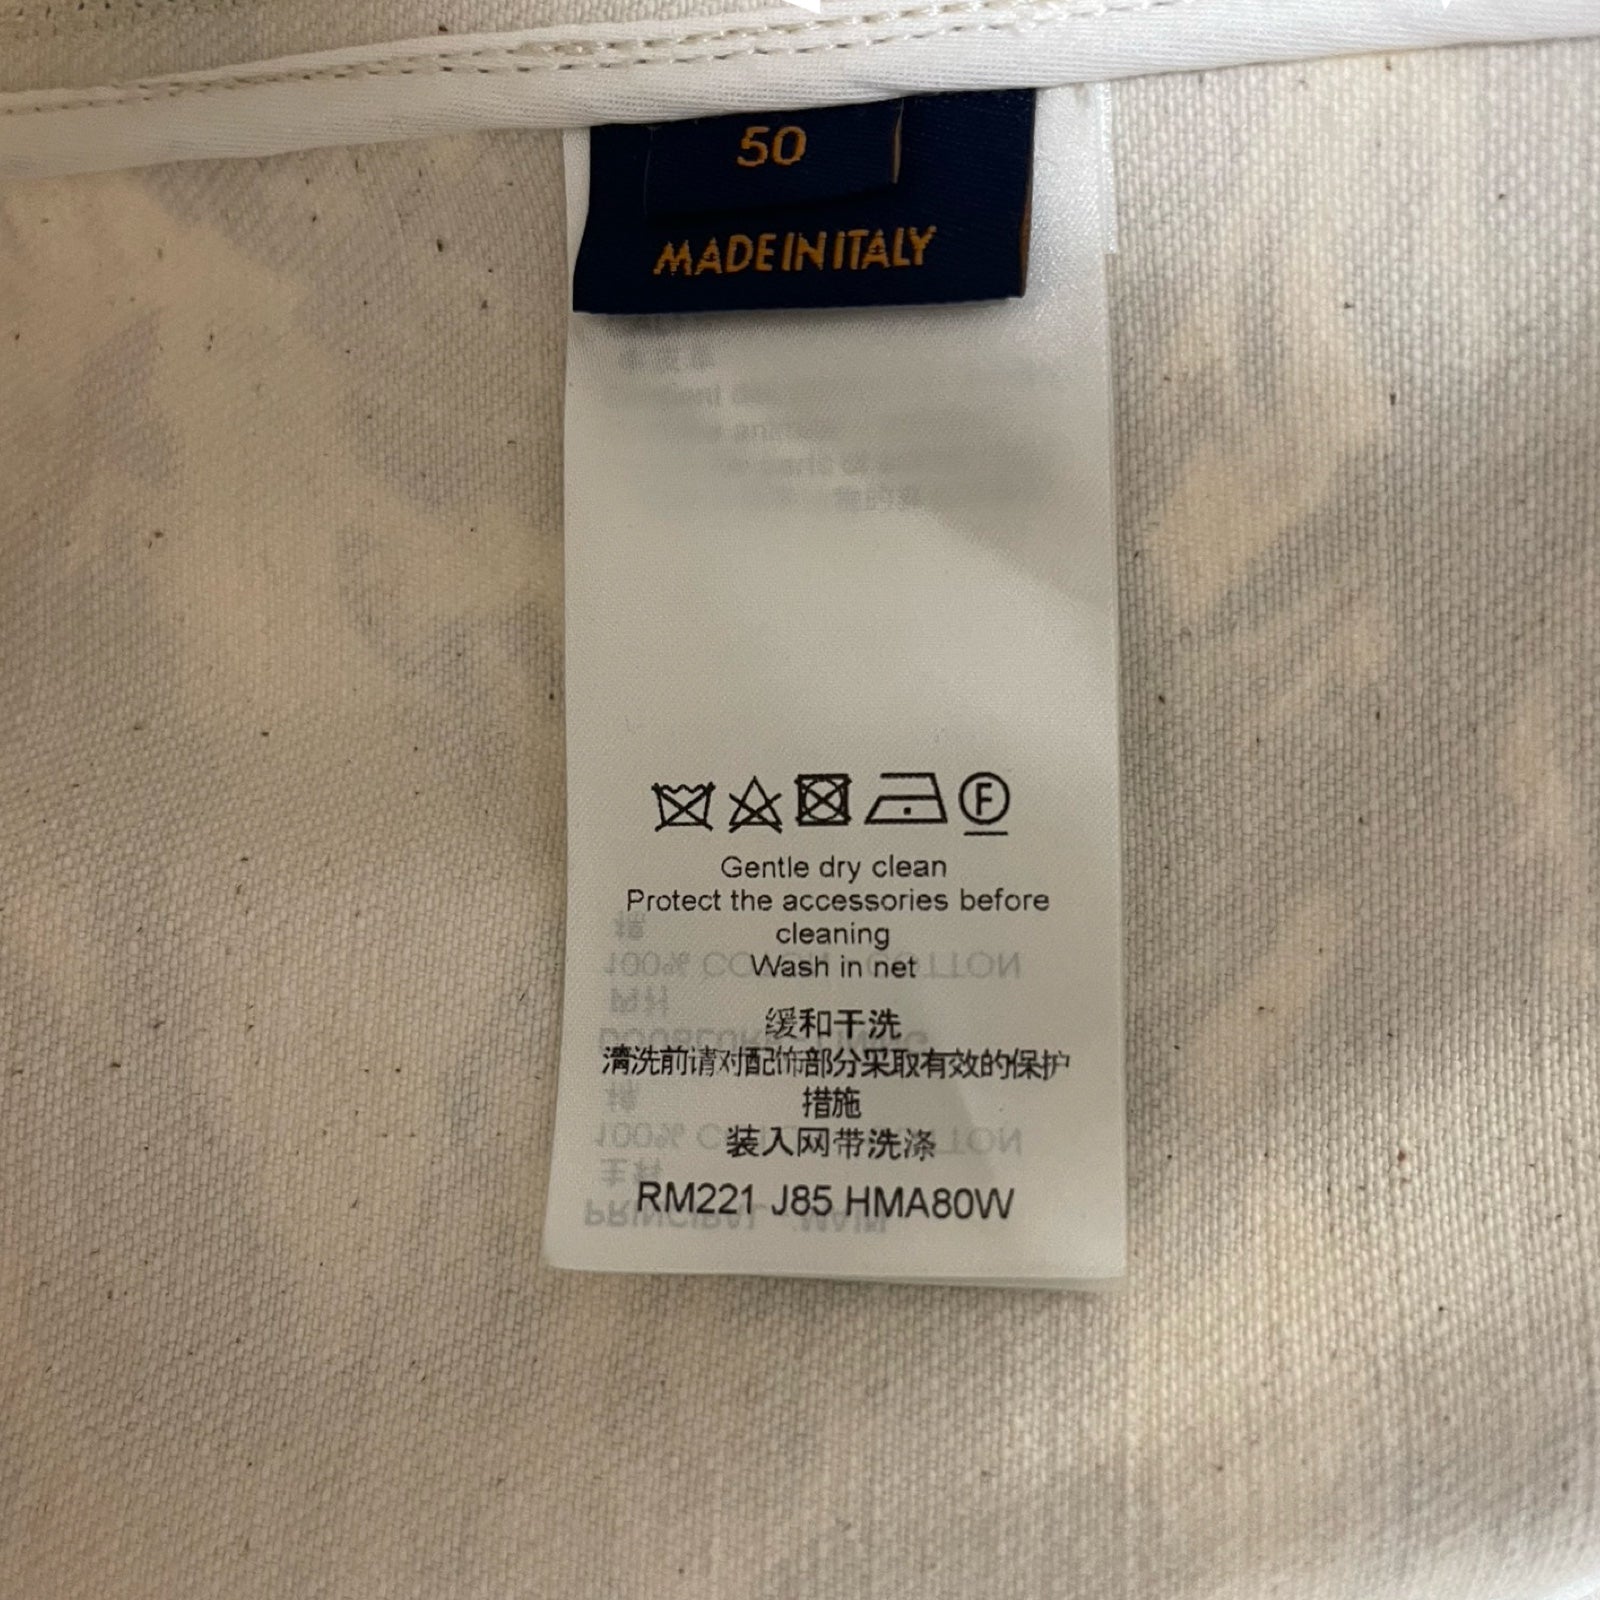 50
MADE IN ITALY
F
Gentle dry clean
Protect the accessories before
cleaning
Wash in net
缓和干洗
清洗前请对配饰部分采取有效的保护
措施
装入网带洗涤
RM221 J85 HMA80W